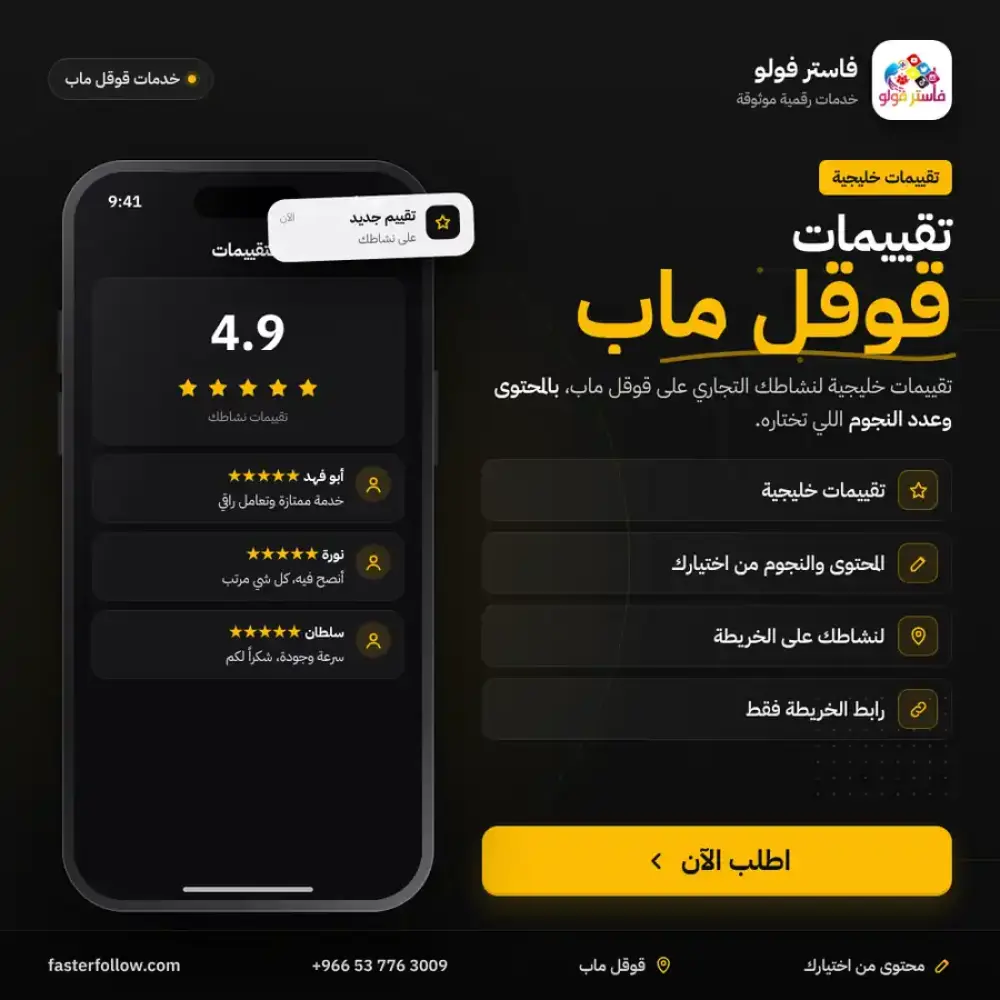 فاستر فولو
خدمات رقمية موثوقة
فاستر فولو
خدمات قوقل ماب
تقييمات خليجية
تقييمات
قوقل ماب
تقييمات خليجية لنشاطك التجاري على قوقل ماب، بالمحتوى
وعدد النجوم اللي تختاره.
تقييمات خليجية
المحتوى والنجوم من اختيارك
لنشاطك على الخريطة
رابط الخريطة فقط
اطلب الآن
9:41
تقييم جديد
الآن
على نشاطك
لتقييمات
4.9
تقييمات نشاطك
أبو فهد
خدمة ممتازة وتعامل راقي
نورة
أنصح فيه، كل شي مرتب
سلطان
سرعة وجودة، شكراً لكم
محتوى من اختيارك
قوقل ماب
+966 53 776 3009
fasterfollow.com